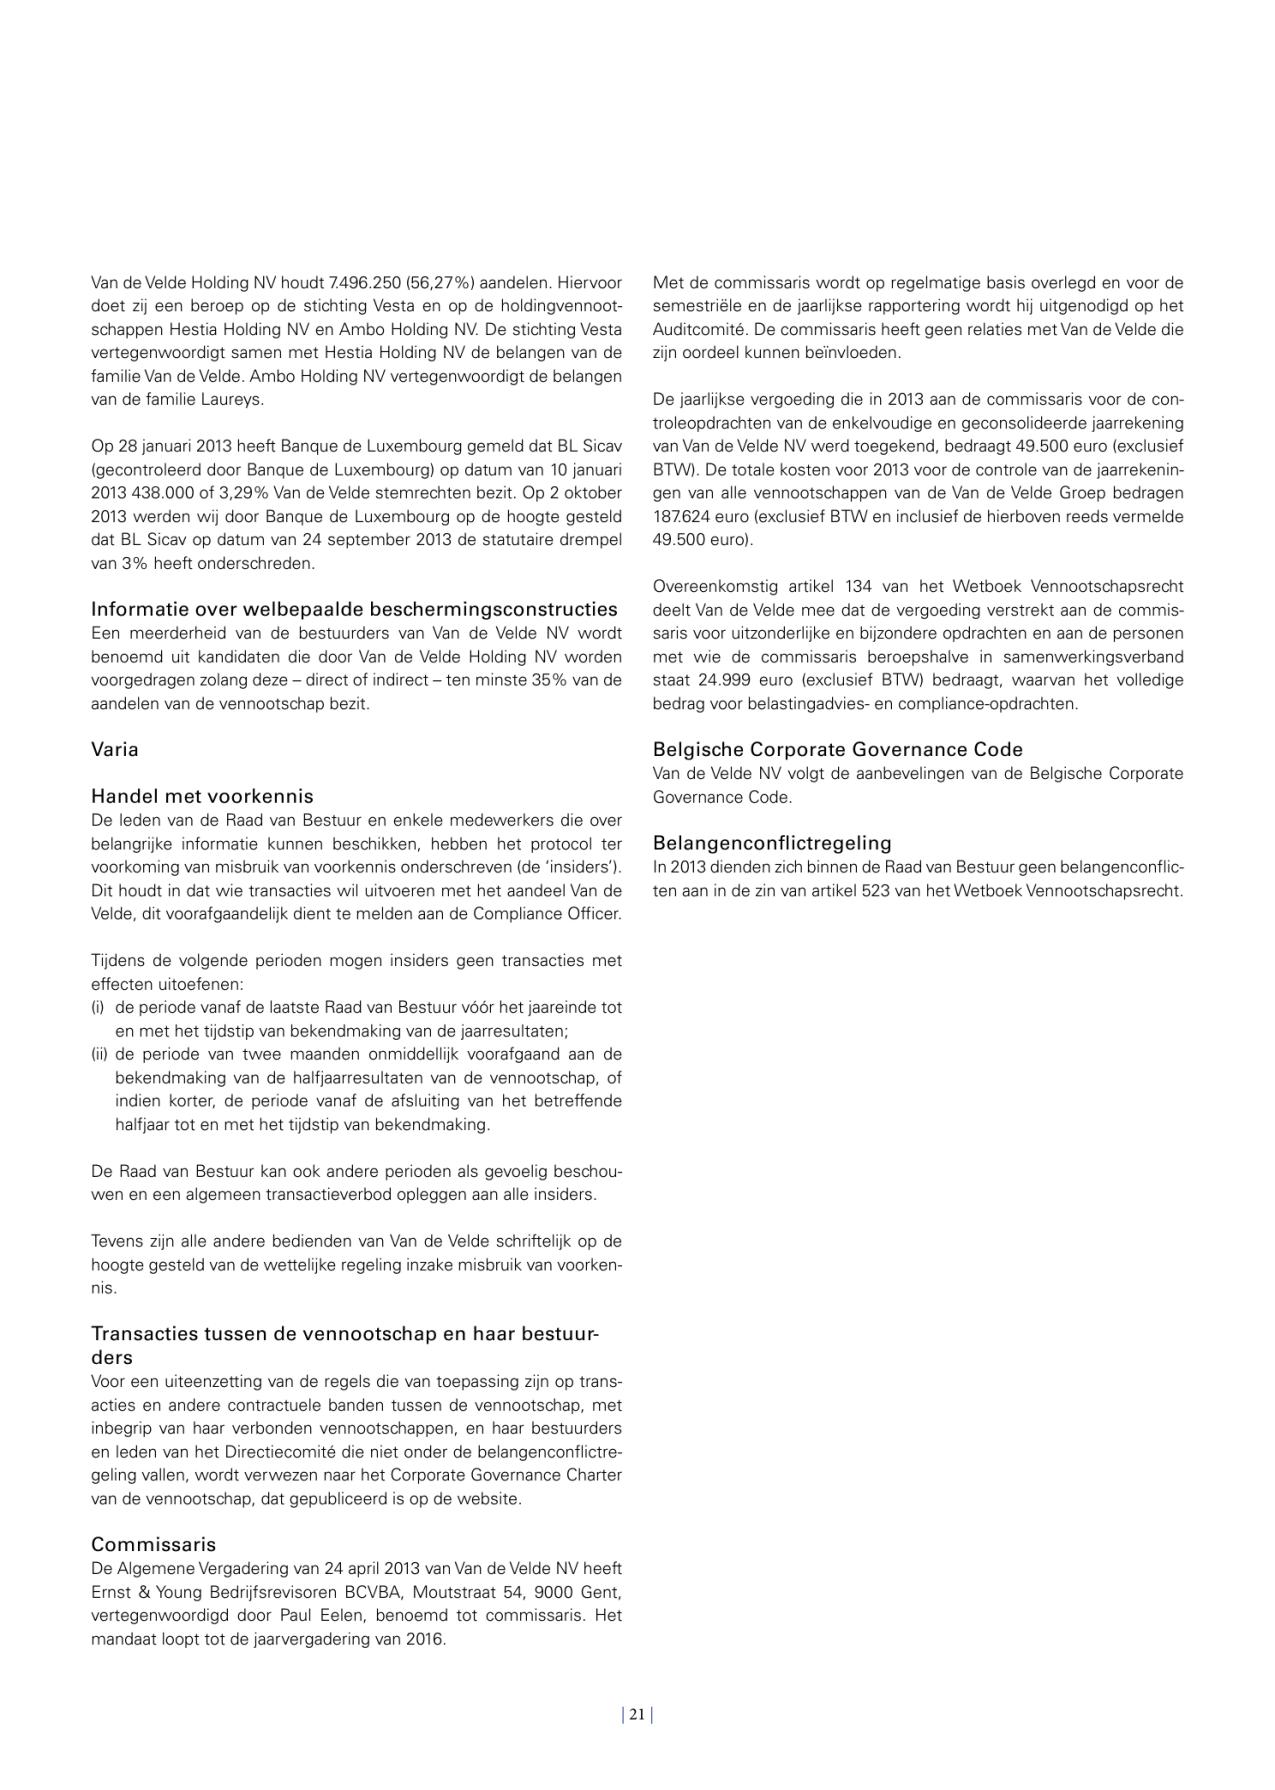 Van de Velde Holding NV houdt 7.496.250 (56,27%) aandelen. Hiervoor
doet zij een beroep op de stichting Vesta en op de holdingvennoot-
schappen Hestia Holding NV en Ambo Holding NV. De stichting Vesta
vertegenwoordigt samen met Hestia Holding NV de belangen van de
familie Van de Velde. Ambo Holding NV vertegenwoordigt de belangen
van de familie Laureys.
Op 28 januari 2013 heeft Banque de Luxembourg gemeld dat BL Sicav
(gecontroleerd door Banque de Luxembourg) op datum van 10 januari
2013 438.000 of 3,29% Van de Velde stemrechten bezit. Op 2 oktober
2013 werden wij door Banque de Luxembourg op de hoogte gesteld
dat BL Sicav op datum van 24 september 2013 de statutaire drempel
van 3% heeft onderschreden.
Informatie over welbepaalde beschermingsconstructies
Een meerderheid van de bestuurders van Van de Velde NV wordt
benoemd uit kandidaten die door Van de Velde Holding NV worden
voorgedragen zolang deze – direct of indirect – ten minste 35% van de
aandelen van de vennootschap bezit.
Varia
Handel met voorkennis
De leden van de Raad van Bestuur en enkele medewerkers die over
belangrijke informatie kunnen beschikken, hebben het protocol ter
voorkoming van misbruik van voorkennis onderschreven (de ‘insiders’).
Dit houdt in dat wie transacties wil uitvoeren met het aandeel Van de
Velde, dit voorafgaandelijk dient te melden aan de Compliance Officer.
Tijdens de volgende perioden mogen insiders geen transacties met
effecten uitoefenen:
(i) de periode vanaf de laatste Raad van Bestuur vóór het jaareinde tot
en met het tijdstip van bekendmaking van de jaarresultaten;
(ii) de periode van twee maanden onmiddellijk voorafgaand aan de
bekendmaking van de halfjaarresultaten van de vennootschap, of
indien korter, de periode vanaf de afsluiting van het betreffende
halfjaar tot en met het tijdstip van bekendmaking.
De Raad van Bestuur kan ook andere perioden als gevoelig beschou-
wen en een algemeen transactieverbod opleggen aan alle insiders.
Tevens zijn alle andere bedienden van Van de Velde schriftelijk op de
hoogte gesteld van de wettelijke regeling inzake misbruik van voorken-
nis.
Transacties tussen de vennootschap en haar bestuur-
ders
Voor een uiteenzetting van de regels die van toepassing zijn op trans-
acties en andere contractuele banden tussen de vennootschap, met
inbegrip van haar verbonden vennootschappen, en haar bestuurders
en leden van het Directiecomité die niet onder de belangenconflictre-
geling vallen, wordt verwezen naar het Corporate Governance Charter
van de vennootschap, dat gepubliceerd is op de website.
Commissaris
De Algemene Vergadering van 24 april 2013 van Van de Velde NV heeft
Ernst & Young Bedrijfsrevisoren BCVBA, Moutstraat 54, 9000 Gent,
vertegenwoordigd door Paul Eelen, benoemd tot commissaris. Het
mandaat loopt tot de jaarvergadering van 2016.
Met de commissaris wordt op regelmatige basis overlegd en voor de
semestriële en de jaarlijkse rapportering wordt hij uitgenodigd op het
Auditcomité. De commissaris heeft geen relaties met Van de Velde die
zijn oordeel kunnen beïnvloeden.
De jaarlijkse vergoeding die in 2013 aan de commissaris voor de con-
troleopdrachten van de enkelvoudige en geconsolideerde jaarrekening
van Van de Velde NV werd toegekend, bedraagt 49.500 euro (exclusief
BTW). De totale kosten voor 2013 voor de controle van de jaarrekenin-
gen van alle vennootschappen van de Van de Velde Groep bedragen
187.624 euro (exclusief BTW en inclusief de hierboven reeds vermelde
49.500 euro).
Overeenkomstig artikel 134 van het Wetboek Vennootschapsrecht
deelt Van de Velde mee dat de vergoeding verstrekt aan de commis-
saris voor uitzonderlijke en bijzondere opdrachten en aan de personen
met wie de commissaris beroepshalve in samenwerkingsverband
staat 24.999 euro (exclusief BTW) bedraagt, waarvan het volledige
bedrag voor belastingadvies- en compliance-opdrachten.
Belgische Corporate Governance Code
Van de Velde NV volgt de aanbevelingen van de Belgische Corporate
Governance Code.
Belangenconflictregeling
In 2013 dienden zich binnen de Raad van Bestuur geen belangenconflic-
ten aan in de zin van artikel 523 van het Wetboek Vennootschapsrecht.
| 21 |